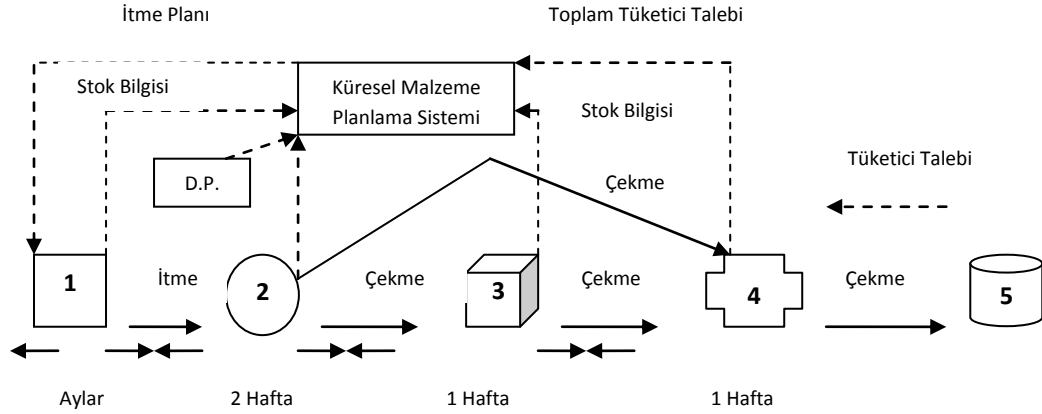 İtme Planı
Toplam Tüketici Talebi
Stok Bilgisi
Küresel Malzeme
Planlama Sistemi
Stok Bilgisi
D.P.
Çekme
Tüketici Talebi
1
İtme
2
Çekme
3
Çekme
4
Çekme
5
Aylar
2 Hafta
1 Hafta
1 Hafta